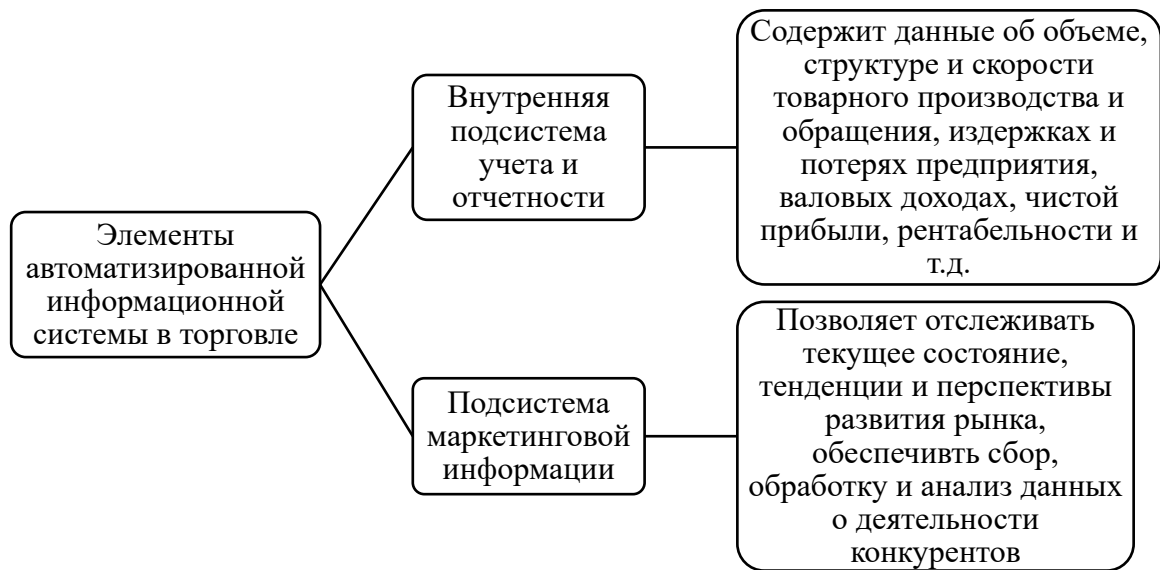 Элементы
автоматизированной
информационной
системы в торговле
Внутренняя
подсистема
учета и
отчетности
Содержит данные об объеме,
структуре и скорости
товарного производства и
обращения, издержках и
потерях предприятия,
валовых доходах, чистой
прибыли, рентабельности и
т.д.
Подсистема
маркетинговой
информации
Позволяет отслеживать
текущее состояние,
тенденции и перспективы
развития рынка,
обеспечивть сбор,
обработку и анализ данных
о деятельности
конкурентов